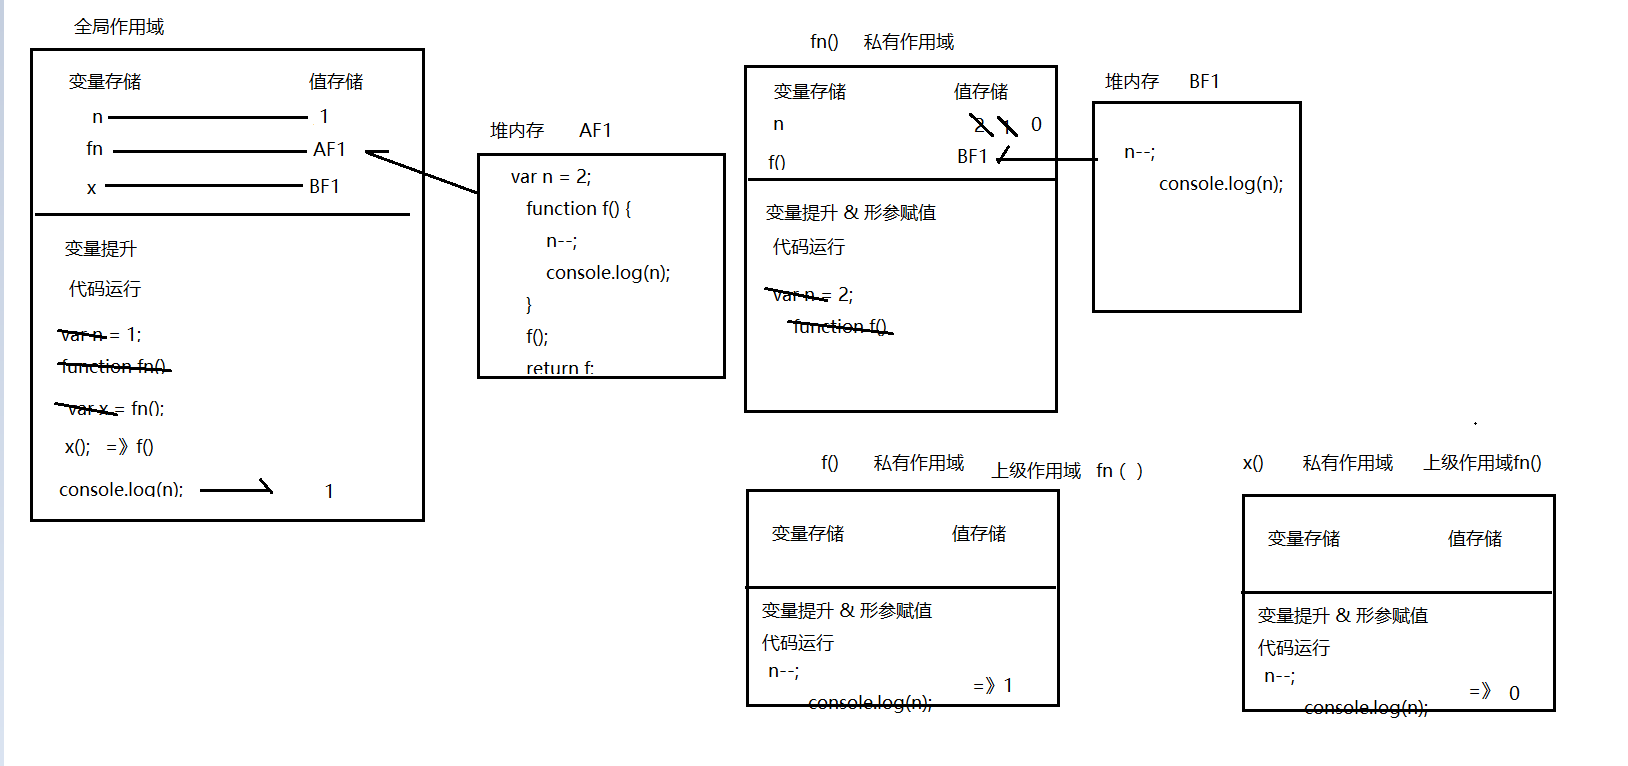 全局作用域
变量存储 值存储
n 1
fn AF1
x BF1
变量提升
代码运行
var n = 1;
function fn()
var x = fn();
x(); =》f()
console.log(n); 1
堆内存 AF1
var n = 2;
function f() {
n--;
console.log(n);
}
f();
return f;
fn() 私有作用域
变量存储 值存储
n 2 1 0
f() BF1
变量提升 & 形参赋值
代码运行
var n = 2;
function f()
堆内存 BF1
n--;
console.log(n);
f() 私有作用域 上级作用域 fn（ ）
变量存储 值存储
变量提升 & 形参赋值
代码运行
n--;
console.log(n); =》1
x() 私有作用域 上级作用域fn()
变量存储 值存储
变量提升 & 形参赋值
代码运行
n--;
console.log(n); =》 0